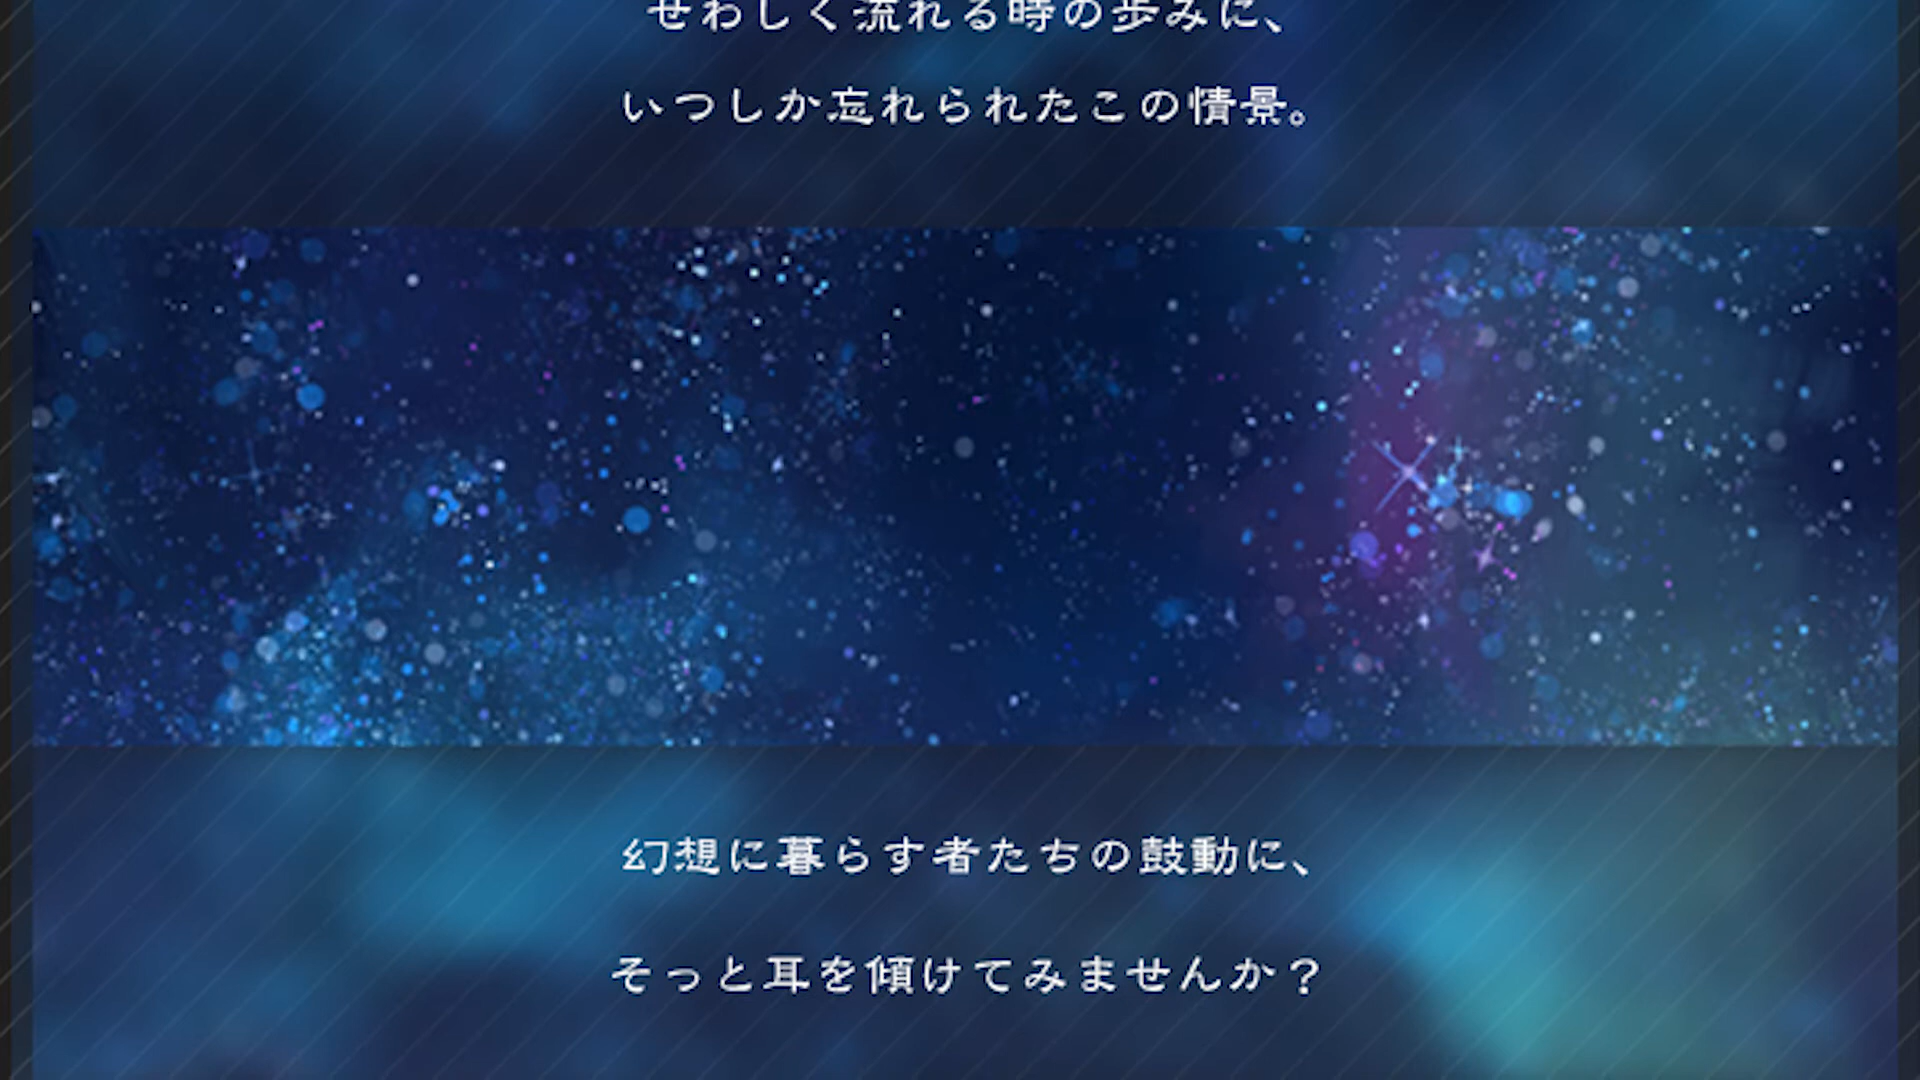 せわしく流れる時の歩みに、
いつしか忘れられたこの情景。
幻想に暮らす者たちの鼓動に、
そっと耳を傾けてみませんか？